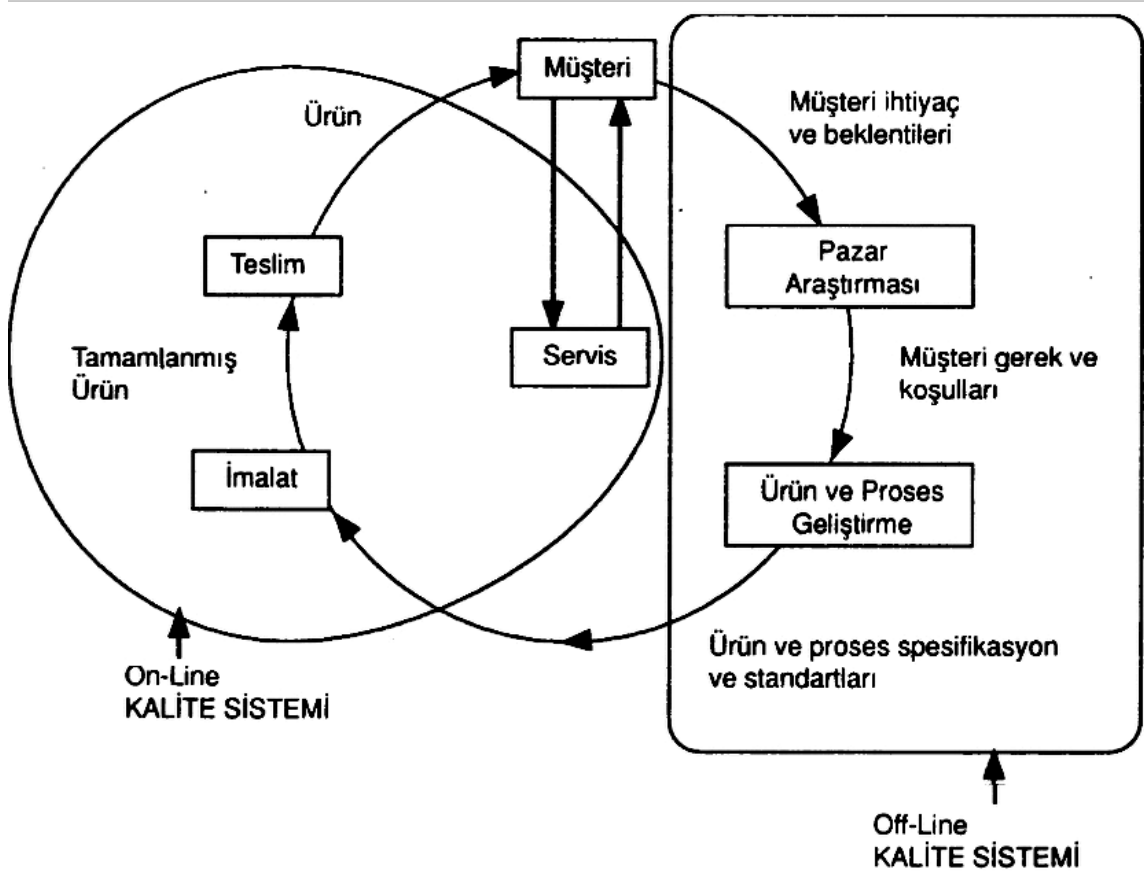 Müşteri
Ürün
Müşteri ihtiyaç
ve beklentileri
Teslim
Pazar
Araştırması
Servis
Tamamlanmış
Ürün
Müşteri gerek ve
koşulları
İmalat
Ürün ve Proses
Geliştirme
Ürün ve proses spesifikasyon
ve standartları
On-Line
KALİTE SİSTEMİ
Off-Line
KALİTE SİSTEMİ